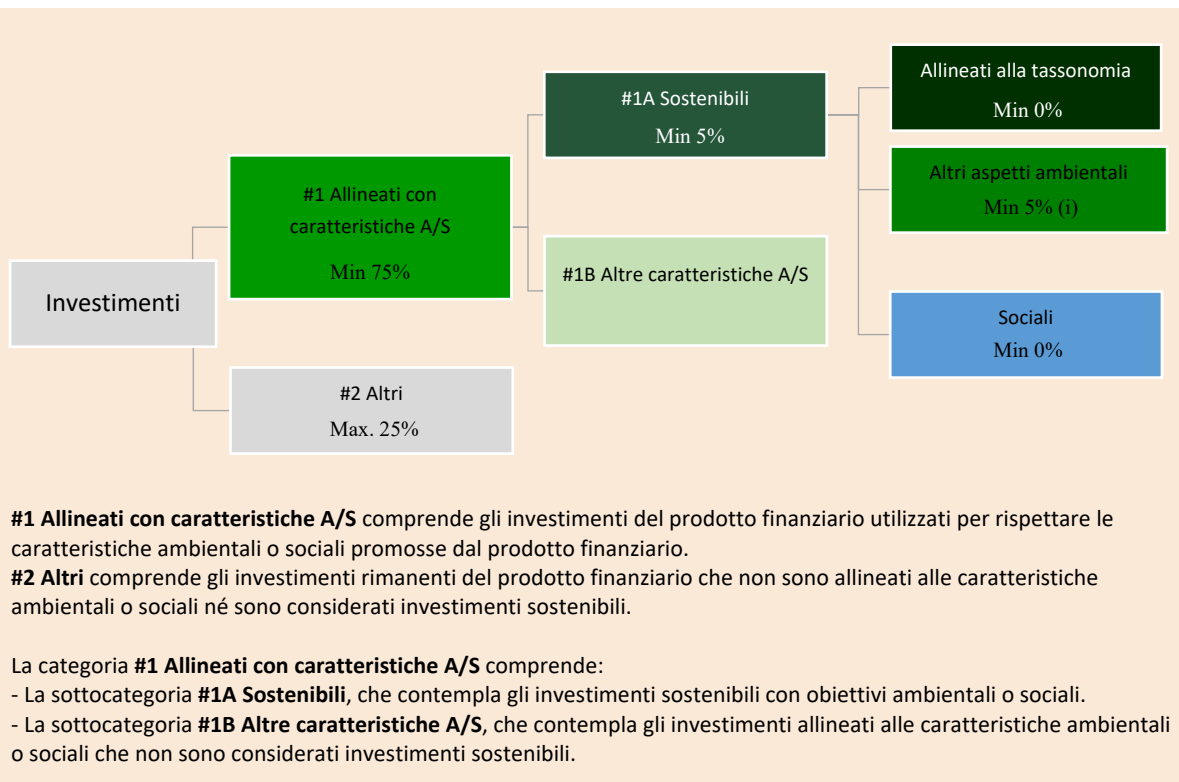 Investimenti
#1 Allineati con
caratteristiche A/S
Min 75%
#2 Altri
Max. 25%
#1A Sostenibili
Min 5%
#1B Altre caratteristiche A/S
Allineati alla tassonomia
Min 0%
Altri aspetti ambientali
Min 5% (i)
Sociali
Min 0%
#1 Allineati con caratteristiche A/S comprende gli investimenti del prodotto finanziario utilizzati per rispettare le
caratteristiche ambientali o sociali promosse dal prodotto finanziario.
#2 Altri comprende gli investimenti rimanenti del prodotto finanziario che non sono allineati alle caratteristiche
ambientali o sociali né sono considerati investimenti sostenibili.
La categoria #1 Allineati con caratteristiche A/S comprende:
- La sottocategoria #1A Sostenibili, che contempla gli investimenti sostenibili con obiettivi ambientali o sociali.
- La sottocategoria #1B Altre caratteristiche A/S, che contempla gli investimenti allineati alle caratteristiche ambientali
o sociali che non sono considerati investimenti sostenibili.